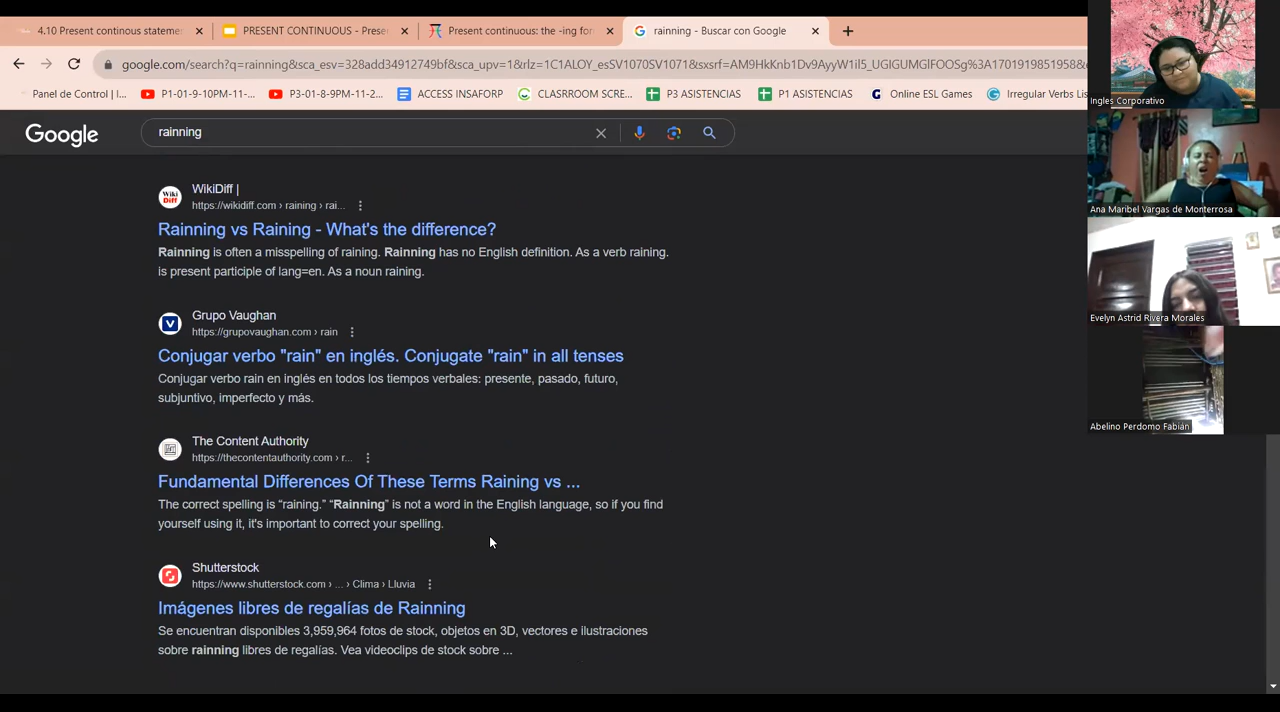 4.10 Present continous stateme
PRESENT CONTINUOUS - Prese
Present continuous: the -ing for
rainning - Buscar con Google
google.com/search?q=rainning&sca_esv=328add34912749bf&sca_upv=1&rlz=1C1ALOY_esSV1070SV1071&sxsrf=AM9HkKnb1Dv9AyyW1il5_UGIGUMGlFOOSg%3A1701919851958&
Panel de Control | I...
P1-01-9-10PM-11-...
P3-01-8-9PM-11-2...
ACCESS INSAFORP
CLASRROOM SCRE...
P3 ASISTENCIAS
P1 ASISTENCIAS
Online ESL Games
Irregular Verbs Lis
Google
rainning
WikiDiff |
https://wikidiff.com › raining › rai...
Rainning vs Raining - What's the difference?
Rainning is often a misspelling of raining. Rainning has no English definition. As a verb raining.
is present participle of lang=en. As a noun raining.
Grupo Vaughan
https://grupovaughan.com › rain
Conjugar verbo "rain" en inglés. Conjugate "rain" in all tenses
Conjugar verbo rain en inglés en todos los tiempos verbales: presente, pasado, futuro,
subjuntivo, imperfecto y más.
The Content Authority
https://thecontentauthority.com › r...
Fundamental Differences Of These Terms Raining vs ...
The correct spelling is “raining.” “Rainning” is not a word in the English language, so if you find
yourself using it, it's important to correct your spelling.
Shutterstock
https://www.shutterstock.com › ... › Clima › Lluvia
Imágenes libres de regalías de Rainning
Se encuentran disponibles 3,959,964 fotos de stock, objetos en 3D, vectores e ilustraciones
sobre rainning libres de regalías. Vea videoclips de stock sobre ...
Ingles Corporativo
Ana Maribel Vargas de Monterrosa
Evelyn Astrid Rivera Morales
Abelino Perdomo Fabián